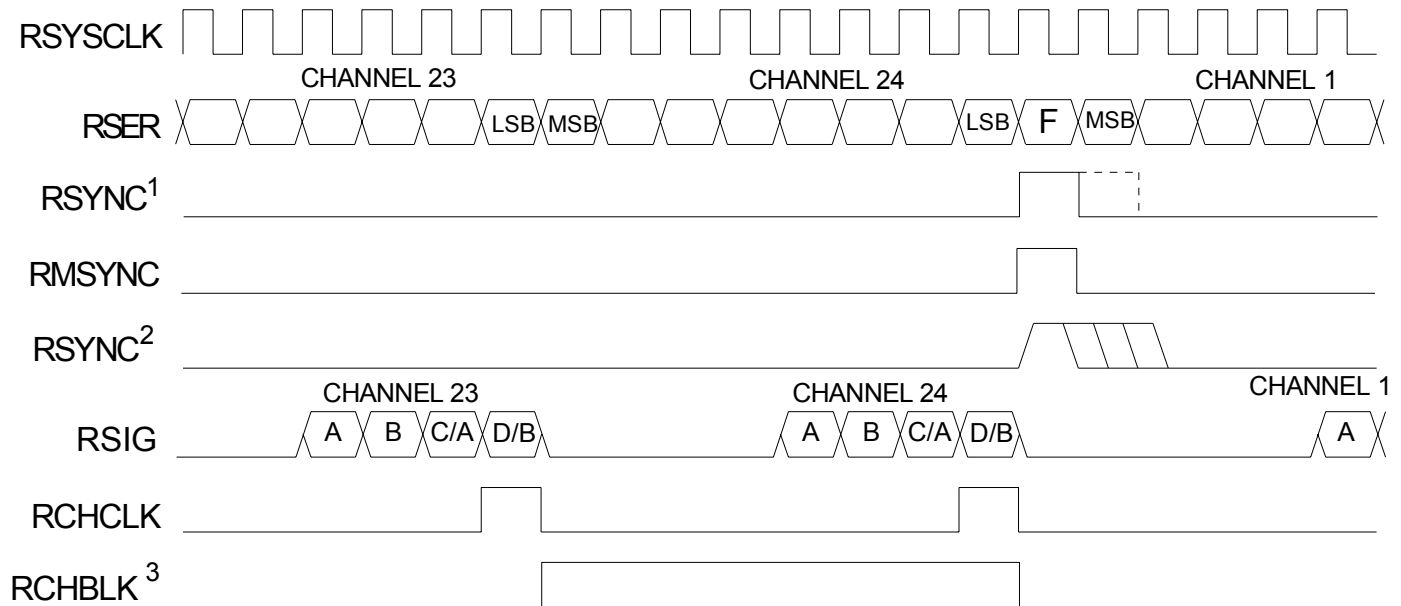 RSYSCLK
CHANNEL 23 CHANNEL 24 CHANNEL 1
RSER LSB MSB LSB F MSB
RSYNC1
RMSYNC
RSYNC2
CHANNEL 23 CHANNEL 24 CHANNEL 1
RSIG A B C/A D/B A B C/A D/B A
RCHCLK
RCHBLK 3